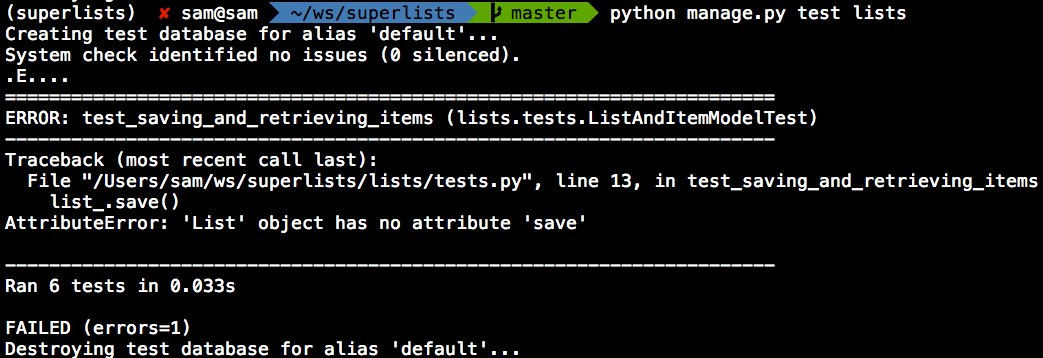 (superlists) ✘ sam@sam ~/ws/superlists master python manage.py test lists
Creating test database for alias 'default'...
System check identified no issues (0 silenced).
.E....
======================================================================
ERROR: test_saving_and_retrieving_items (lists.tests.ListAndItemModelTest)
----------------------------------------------------------------------
Traceback (most recent call last):
  File "/Users/sam/ws/superlists/lists/tests.py", line 13, in test_saving_and_retrieving_items
    list_.save()
AttributeError: 'List' object has no attribute 'save'
----------------------------------------------------------------------
Ran 6 tests in 0.033s
FAILED (errors=1)
Destroying test database for alias 'default'...